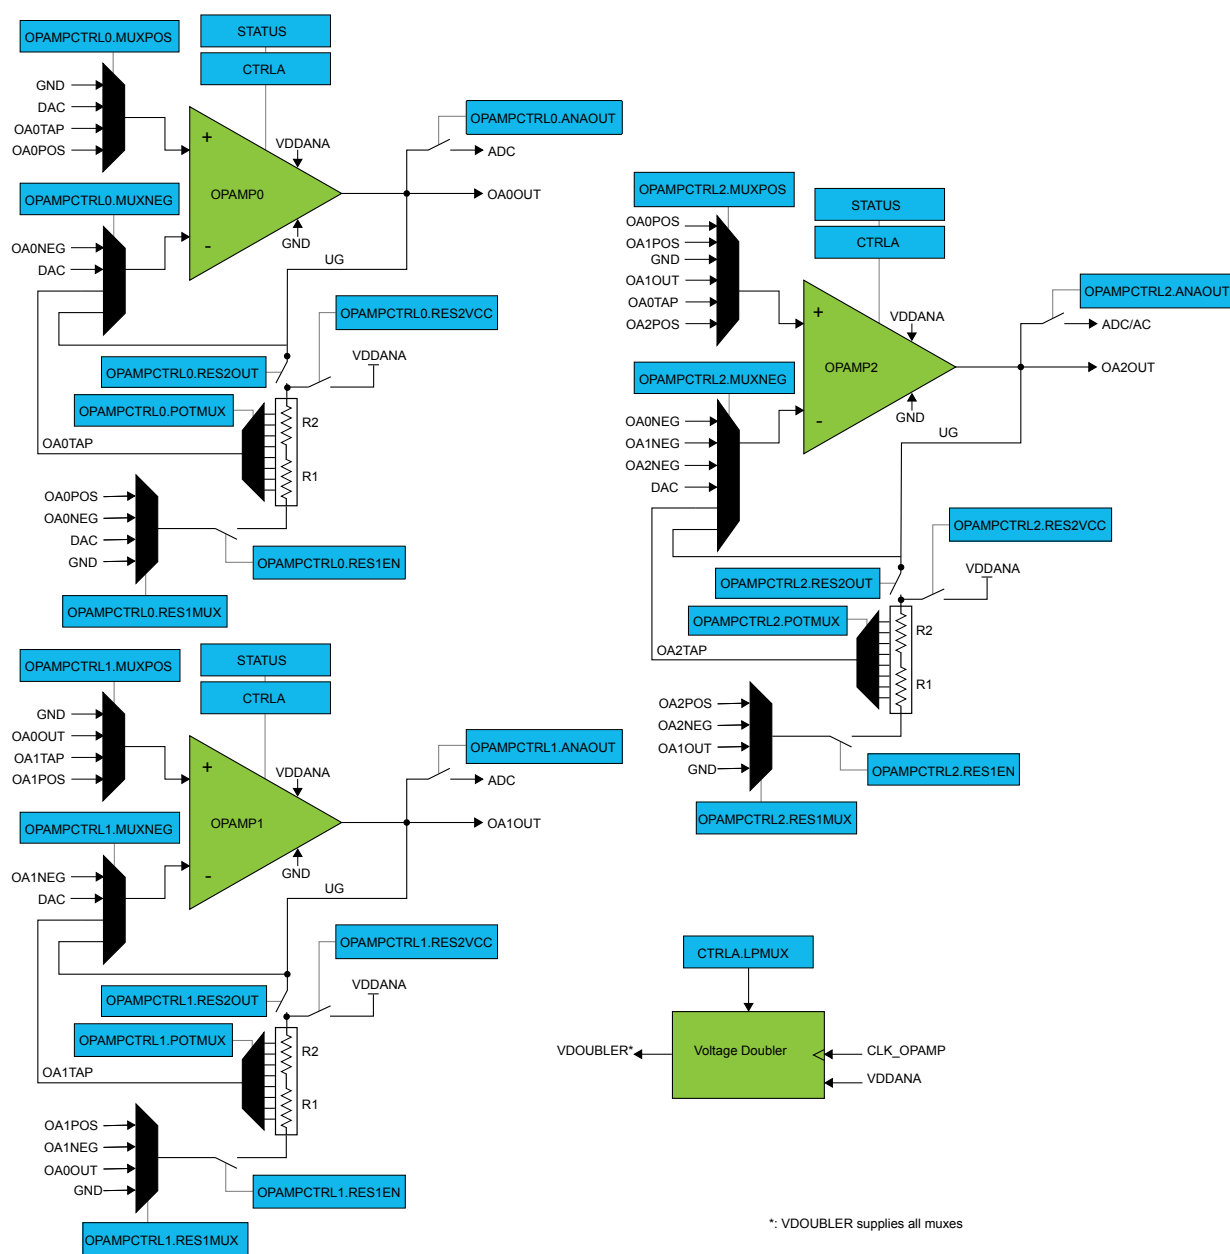 OPAMPCTRL0.MUXPOS
STATUS
CTRLA
GND
DAC
OA0TAP
OA0POS
+
VDDANA
OPAMPCTRL0.ANAOUT
ADC
OPAMPCTRL0.MUXNEG
OPAMP0
OA0OUT
OA0NEG
DAC
-
GND
UG
OPAMPCTRL0.RES2VCC
OPAMPCTRL0.RES2OUT
VDDANA
OPAMPCTRL0.POTMUX
R2
OA0TAP
R1
OA0POS
OA0NEG
DAC
GND
OPAMPCTRL0.RES1EN
OPAMPCTRL0.RES1MUX
OPAMPCTRL1.MUXPOS
STATUS
CTRLA
GND
OA0OUT
OA1TAP
OA1POS
+
VDDANA
OPAMPCTRL1.ANAOUT
ADC
OPAMPCTRL1.MUXNEG
OPAMP1
OA1OUT
OA1NEG
DAC
-
GND
UG
OPAMPCTRL1.RES2VCC
OPAMPCTRL1.RES2OUT
VDDANA
OPAMPCTRL1.POTMUX
R2
OA1TAP
R1
OA1POS
OA1NEG
OA0OUT
GND
OPAMPCTRL1.RES1EN
OPAMPCTRL1.RES1MUX
OPAMPCTRL2.MUXPOS
STATUS
CTRLA
OA0POS
OA1POS
GND
OA1OUT
OA0TAP
OA2POS
+
VDDANA
OPAMPCTRL2.ANAOUT
ADC/AC
OPAMPCTRL2.MUXNEG
OPAMP2
OA2OUT
OA0NEG
OA1NEG
OA2NEG
DAC
-
GND
UG
OPAMPCTRL2.RES2VCC
OPAMPCTRL2.RES2OUT
VDDANA
OPAMPCTRL2.POTMUX
R2
OA2TAP
R1
OA2POS
OA2NEG
OA1OUT
GND
OPAMPCTRL2.RES1EN
OPAMPCTRL2.RES1MUX
CTRLA.LPMUX
VDOUBLER*
Voltage Doubler
CLK_OPAMP
VDDANA
*: VDOUBLER supplies all muxes